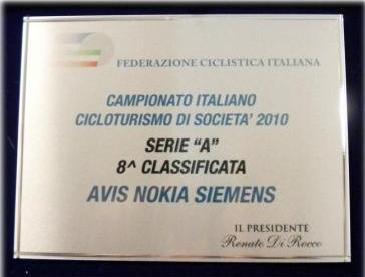 FEDERAZIONE CICLISTICA ITALIANA
CAMPIONATO ITALIANO
CICLOTURISMO DI SOCIETA' 2010
SERIE "A"
8^ CLASSIFICATA
AVIS NOKIA SIEMENS
IL PRESIDENTE
Renato Di Rocco